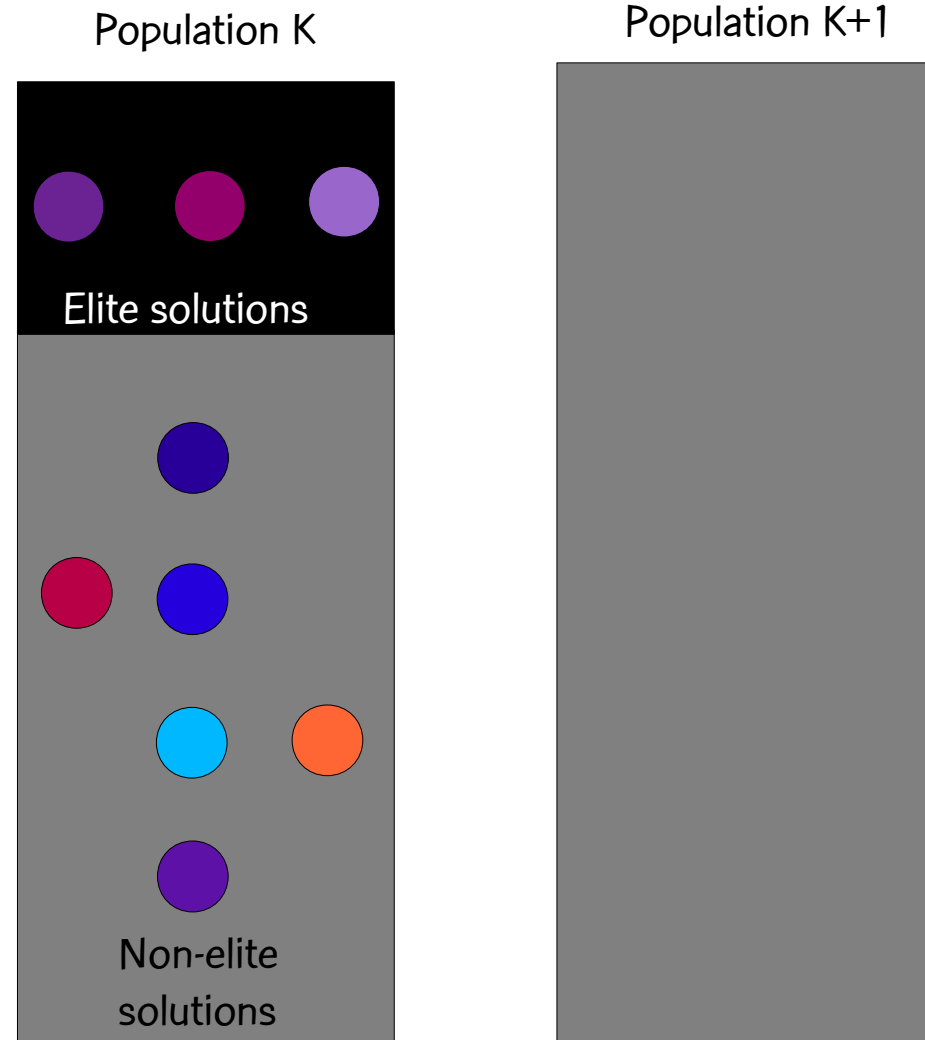 Population K
Population K+1
Elite solutions
Non-elite
solutions